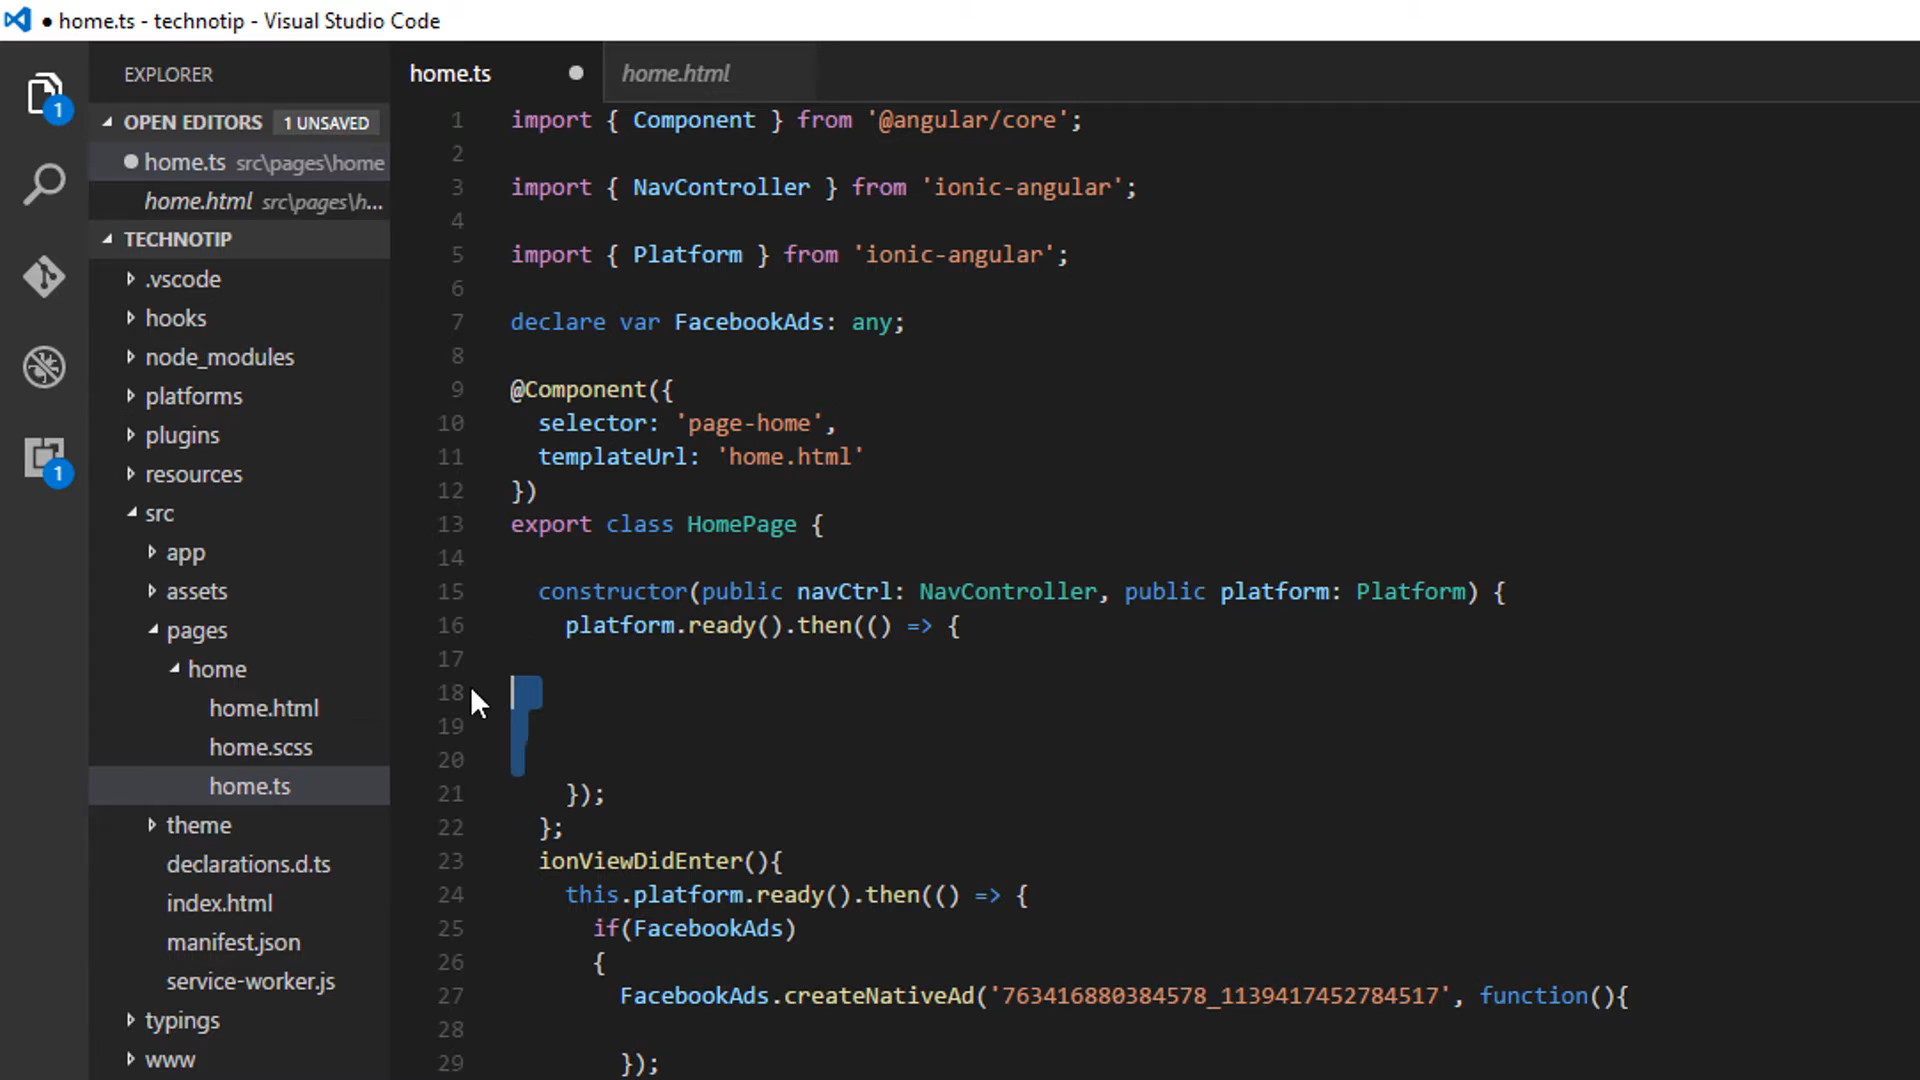 ● home.ts - technotip - Visual Studio Code
EXPLORER
OPEN EDITORS 1 UNSAVED
home.ts src\pages\home
home.html src\pages\h...
TECHNOTIP
.vscode
hooks
node_modules
platforms
plugins
resources
src
app
assets
pages
home
home.html
home.scss
home.ts
theme
declarations.d.ts
index.html
manifest.json
service-worker.js
typings
www
1
1
home.ts
home.html
1 import { Component } from '@angular/core';
2
3 import { NavController } from 'ionic-angular';
4
5 import { Platform } from 'ionic-angular';
6
7 declare var FacebookAds: any;
8
9 @Component({
10 selector: 'page-home',
11 templateUrl: 'home.html'
12 })
13 export class HomePage {
14
15 constructor(public navCtrl: NavController, public platform: Platform) {
16 platform.ready().then(() => {
17
18
19
20
21 });
22 };
23 ionViewDidEnter(){
24 this.platform.ready().then(() => {
25 if(FacebookAds)
26 {
27 FacebookAds.createNativeAd('763416880384578_1139417452784517', function(){
28
29 });